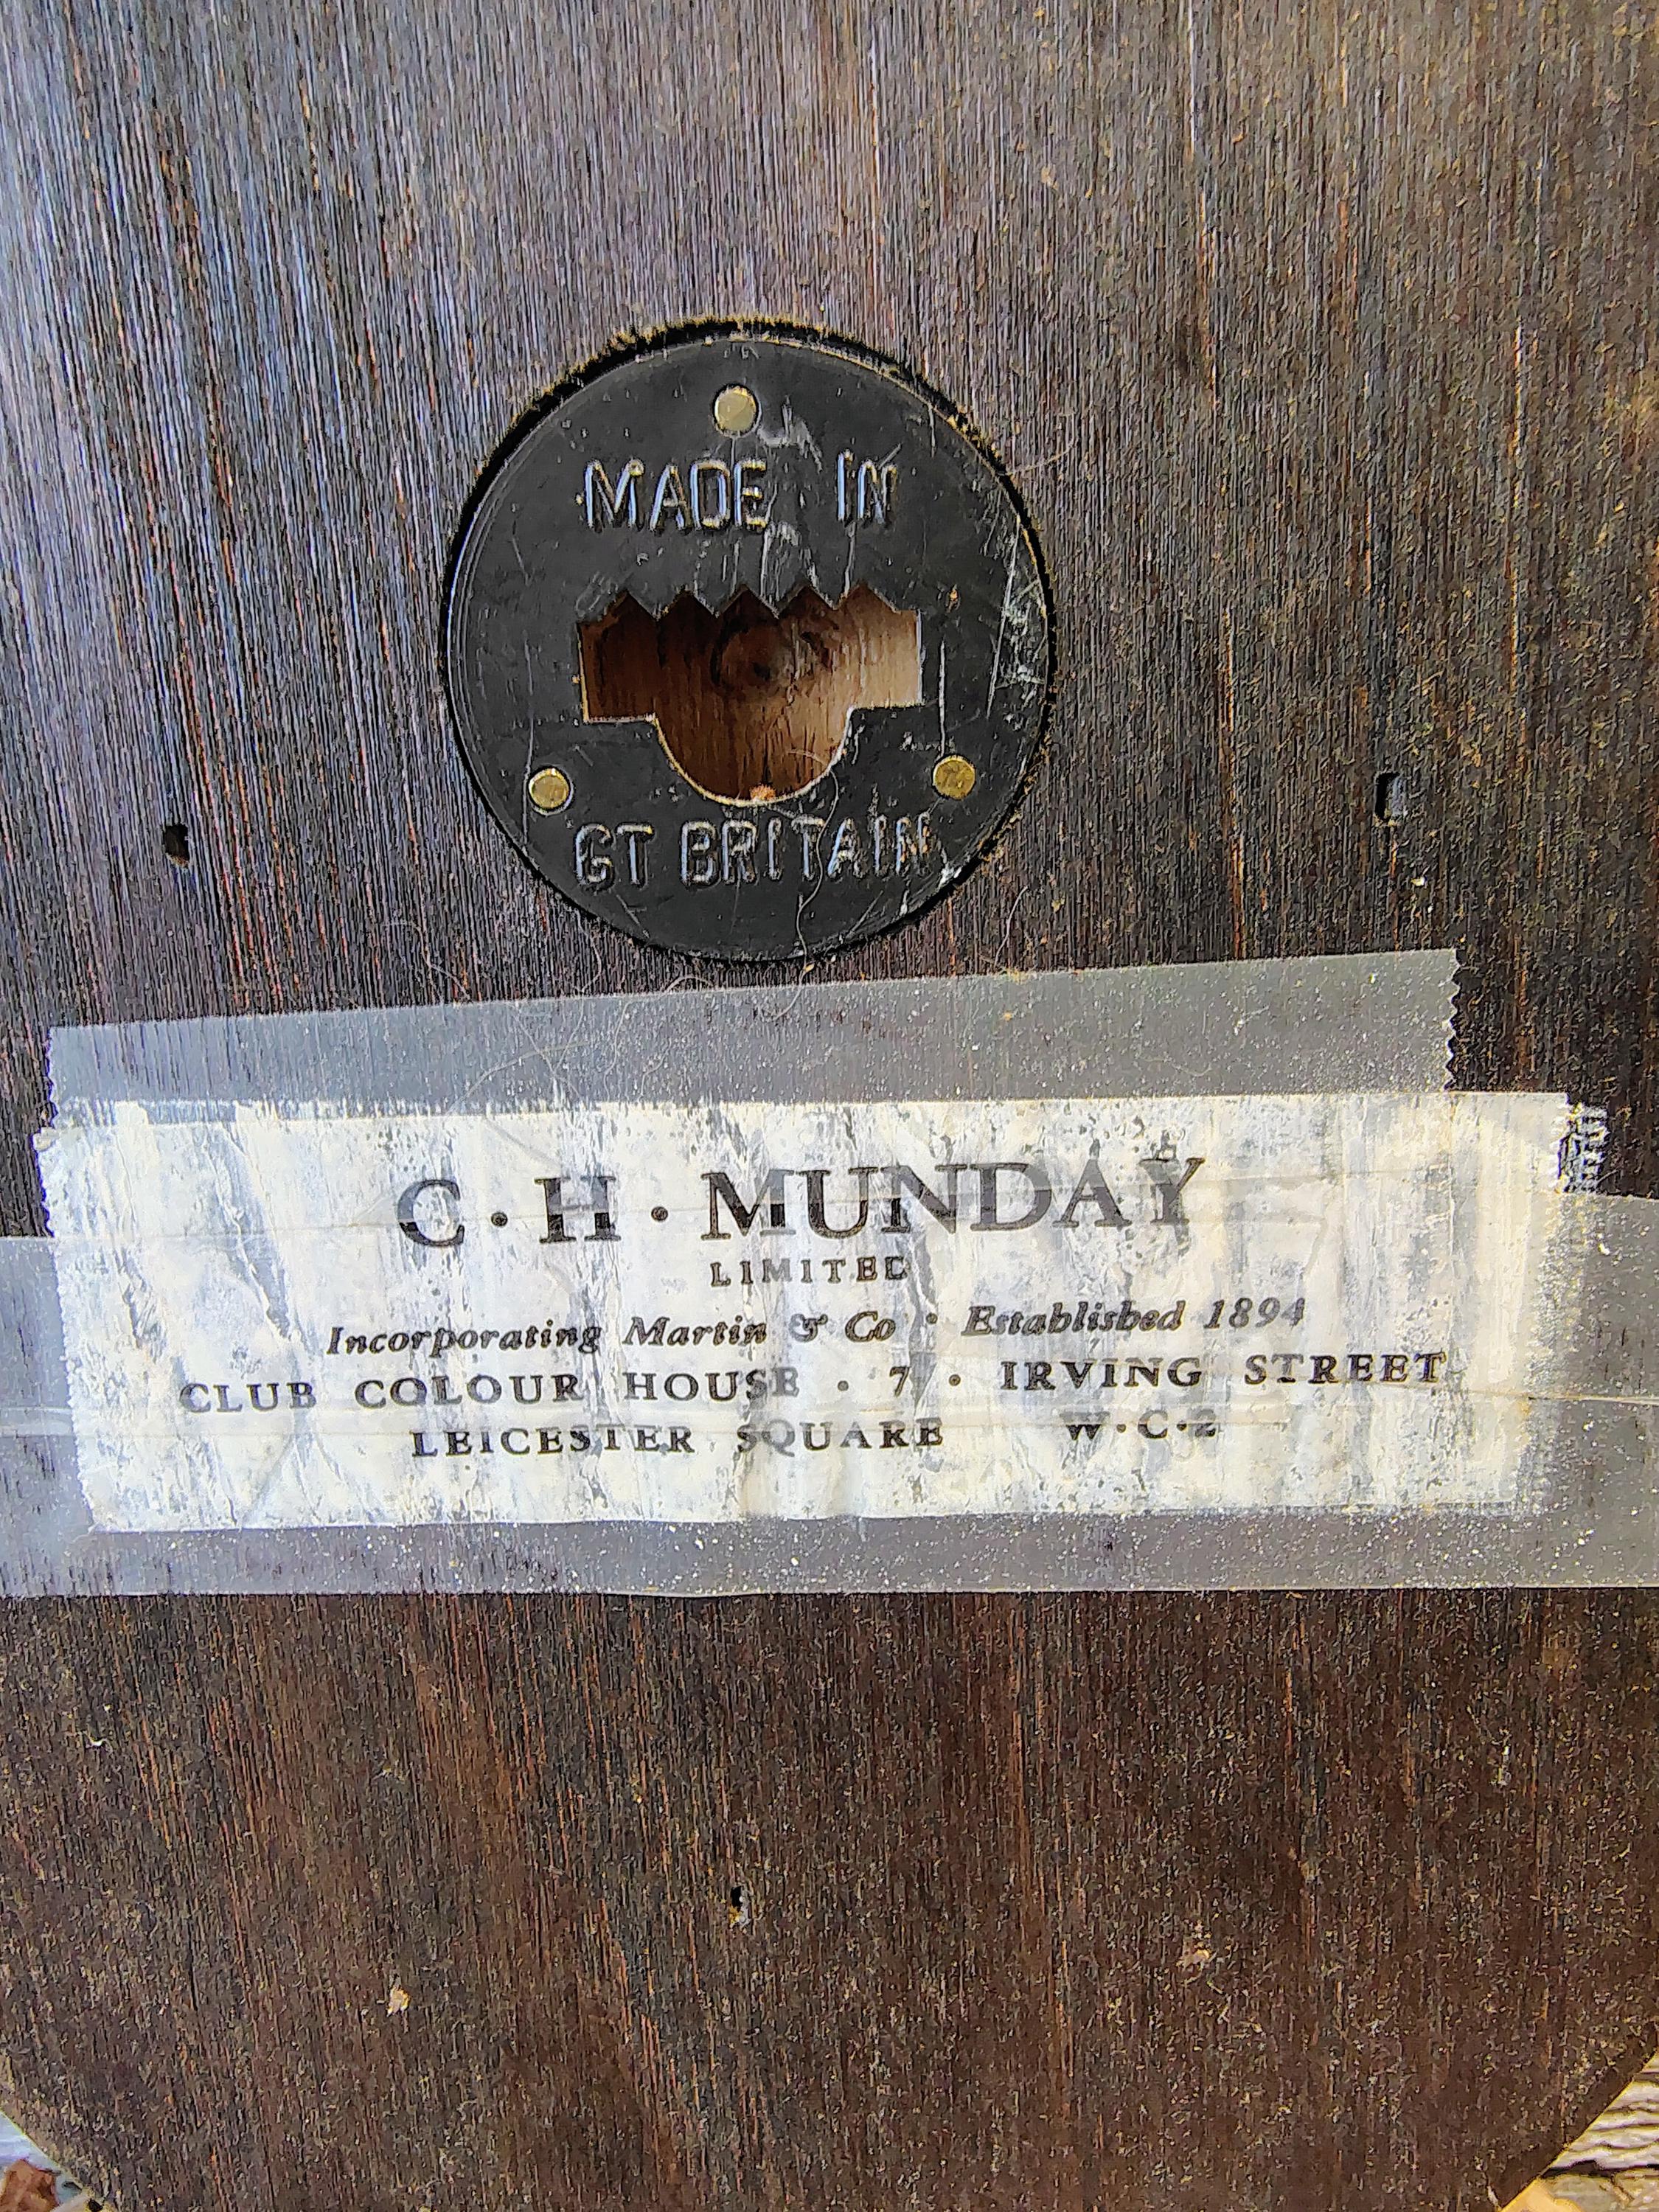 MADE IN
GT BRITAIN
C·H·MUNDAY
LIMITED
Incorporating Martin & Co · Established 1894
CLUB COLOUR HOUSE · 7 · IRVING STREET
LEICESTER SQUARE W·C·2